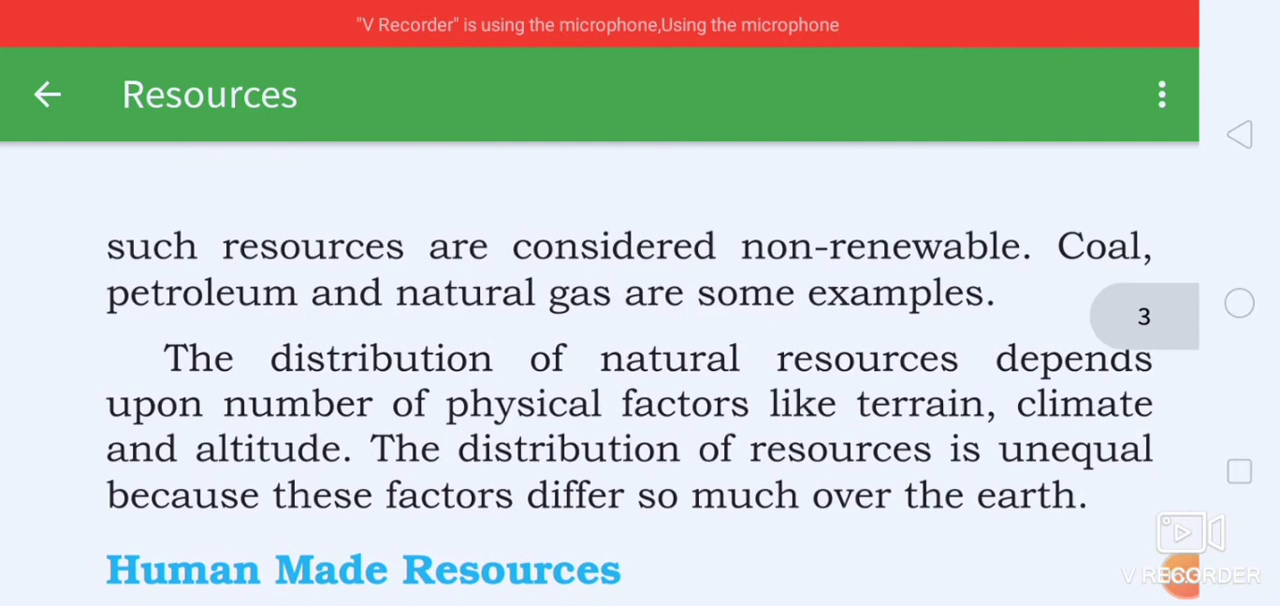 "V Recorder" is using the microphone,Using the microphone
Resources
such resources are considered non-renewable. Coal,
petroleum and natural gas are some examples.
3
The distribution of natural resources depends
upon number of physical factors like terrain, climate
and altitude. The distribution of resources is unequal
because these factors differ so much over the earth.
Human Made Resources
V RECORDER